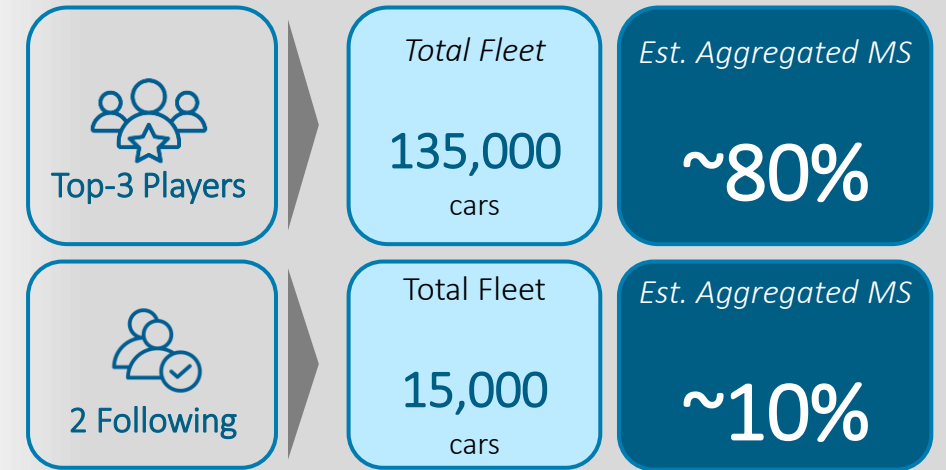 Top-3 Players
Total Fleet
135,000
cars
Est. Aggregated MS
~80%
2 Following
Total Fleet
15,000
cars
Est. Aggregated MS
~10%